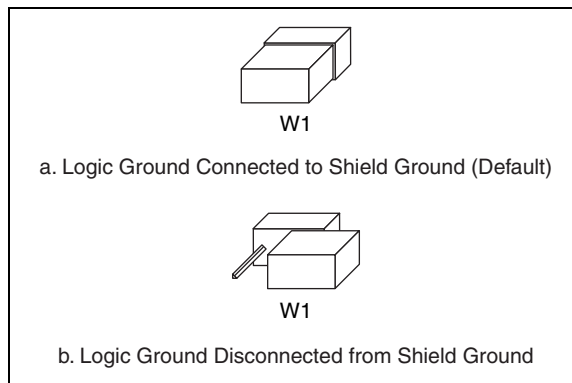 W1
a. Logic Ground Connected to Shield Ground (Default)
W1
b. Logic Ground Disconnected from Shield Ground